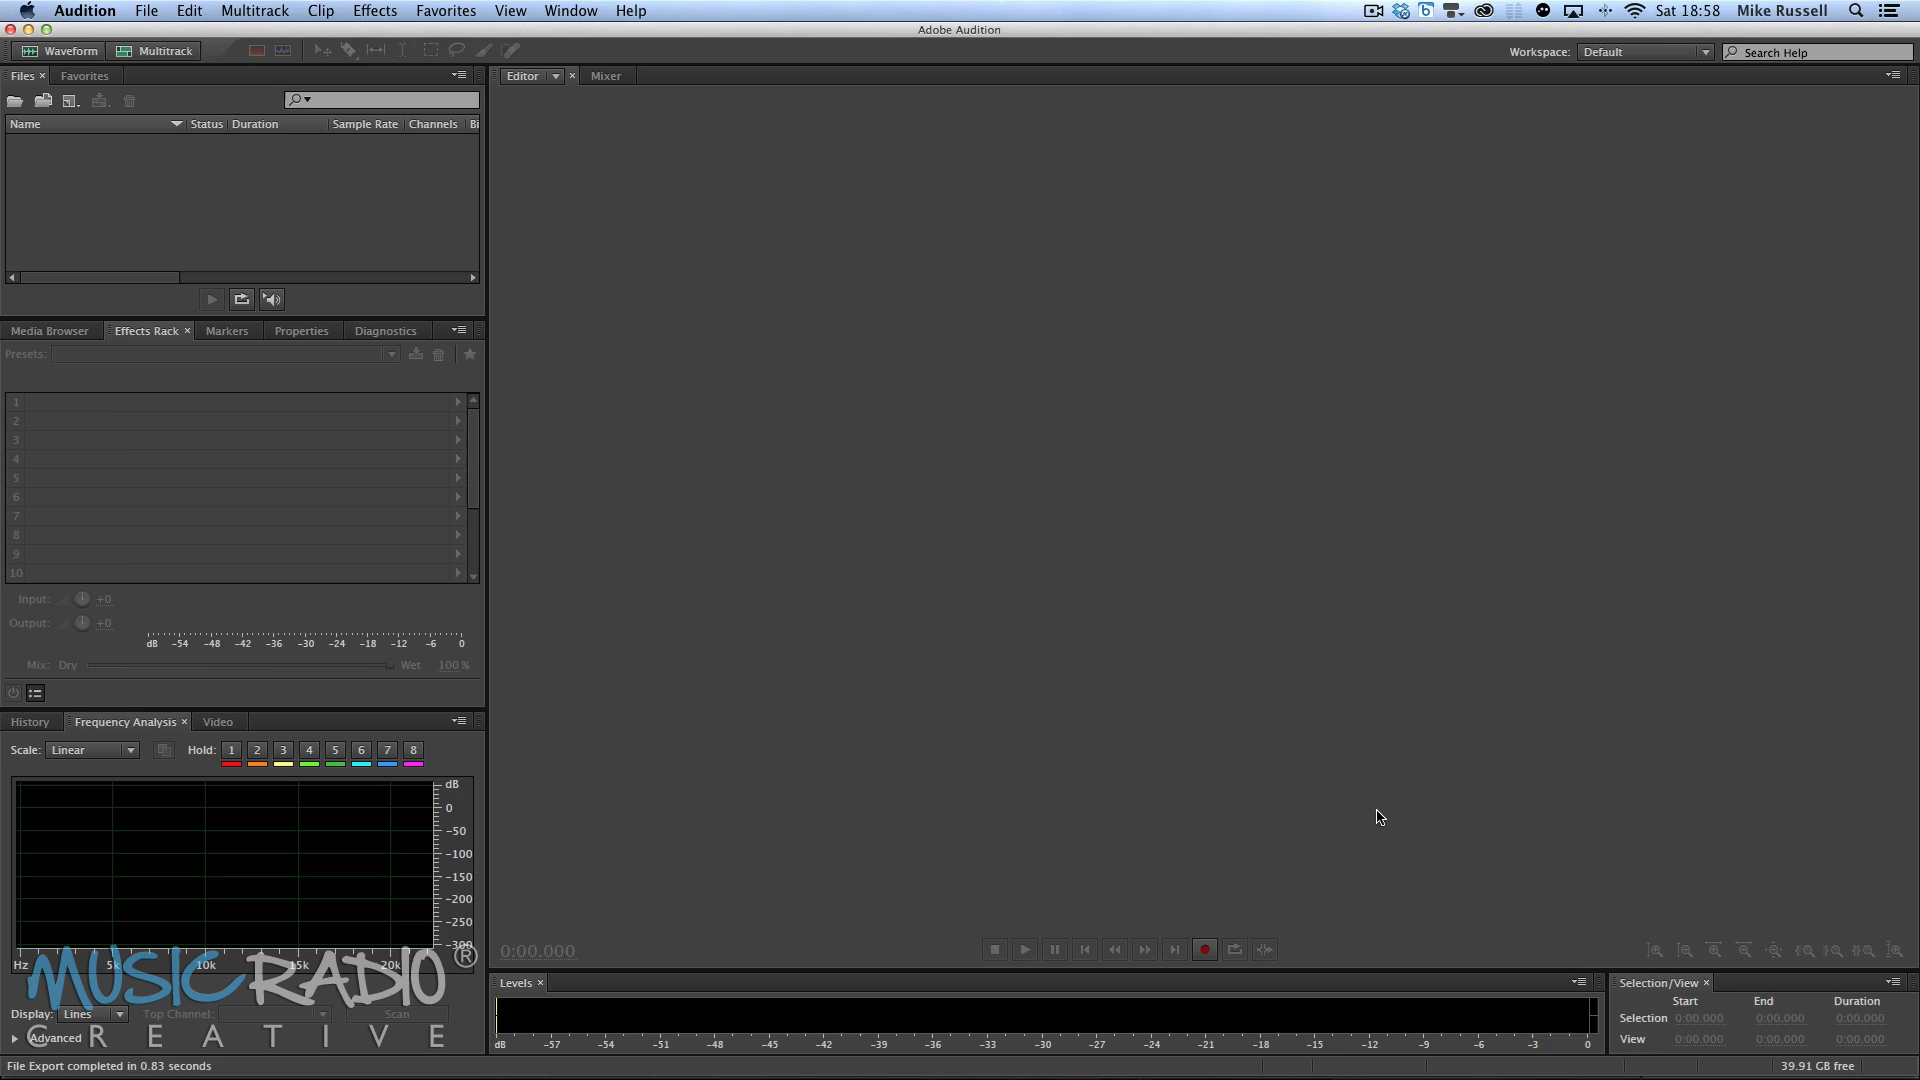 Audition File Edit Multitrack Clip Effects Favorites View Window Help Sat 18:58 Mike Russell
Adobe Audition
Waveform Multitrack Workspace: Default Search Help
Files × Favorites Editor × Mixer
Name Status Duration Sample Rate Channels Bi
Media Browser Effects Rack × Markers Properties Diagnostics
Presets:
1
2
3
4
5
6
7
8
9
10
Input: +0
Output: +0
dB -54 -48 -42 -36 -30 -24 -18 -12 -6 0
Mix: Dry Wet 100 %
History Frequency Analysis × Video
Scale: Linear Hold: 1 2 3 4 5 6 7 8
dB
0
-50
-100
-150
-200
-250
-300
Hz 5k 10k 15k 20k
MUSIC RADIO ®
CREATIVE
Display: Lines Top Channel: Scan
Advanced
0:00.000
Levels ×
dB -57 -54 -51 -48 -45 -42 -39 -36 -33 -30 -27 -24 -21 -18 -15 -12 -9 -6 -3 0
Selection/View ×
Start End Duration
Selection 0:00.000 0:00.000 0:00.000
View 0:00.000 0:00.000 0:00.000
File Export completed in 0.83 seconds 39.91 GB free